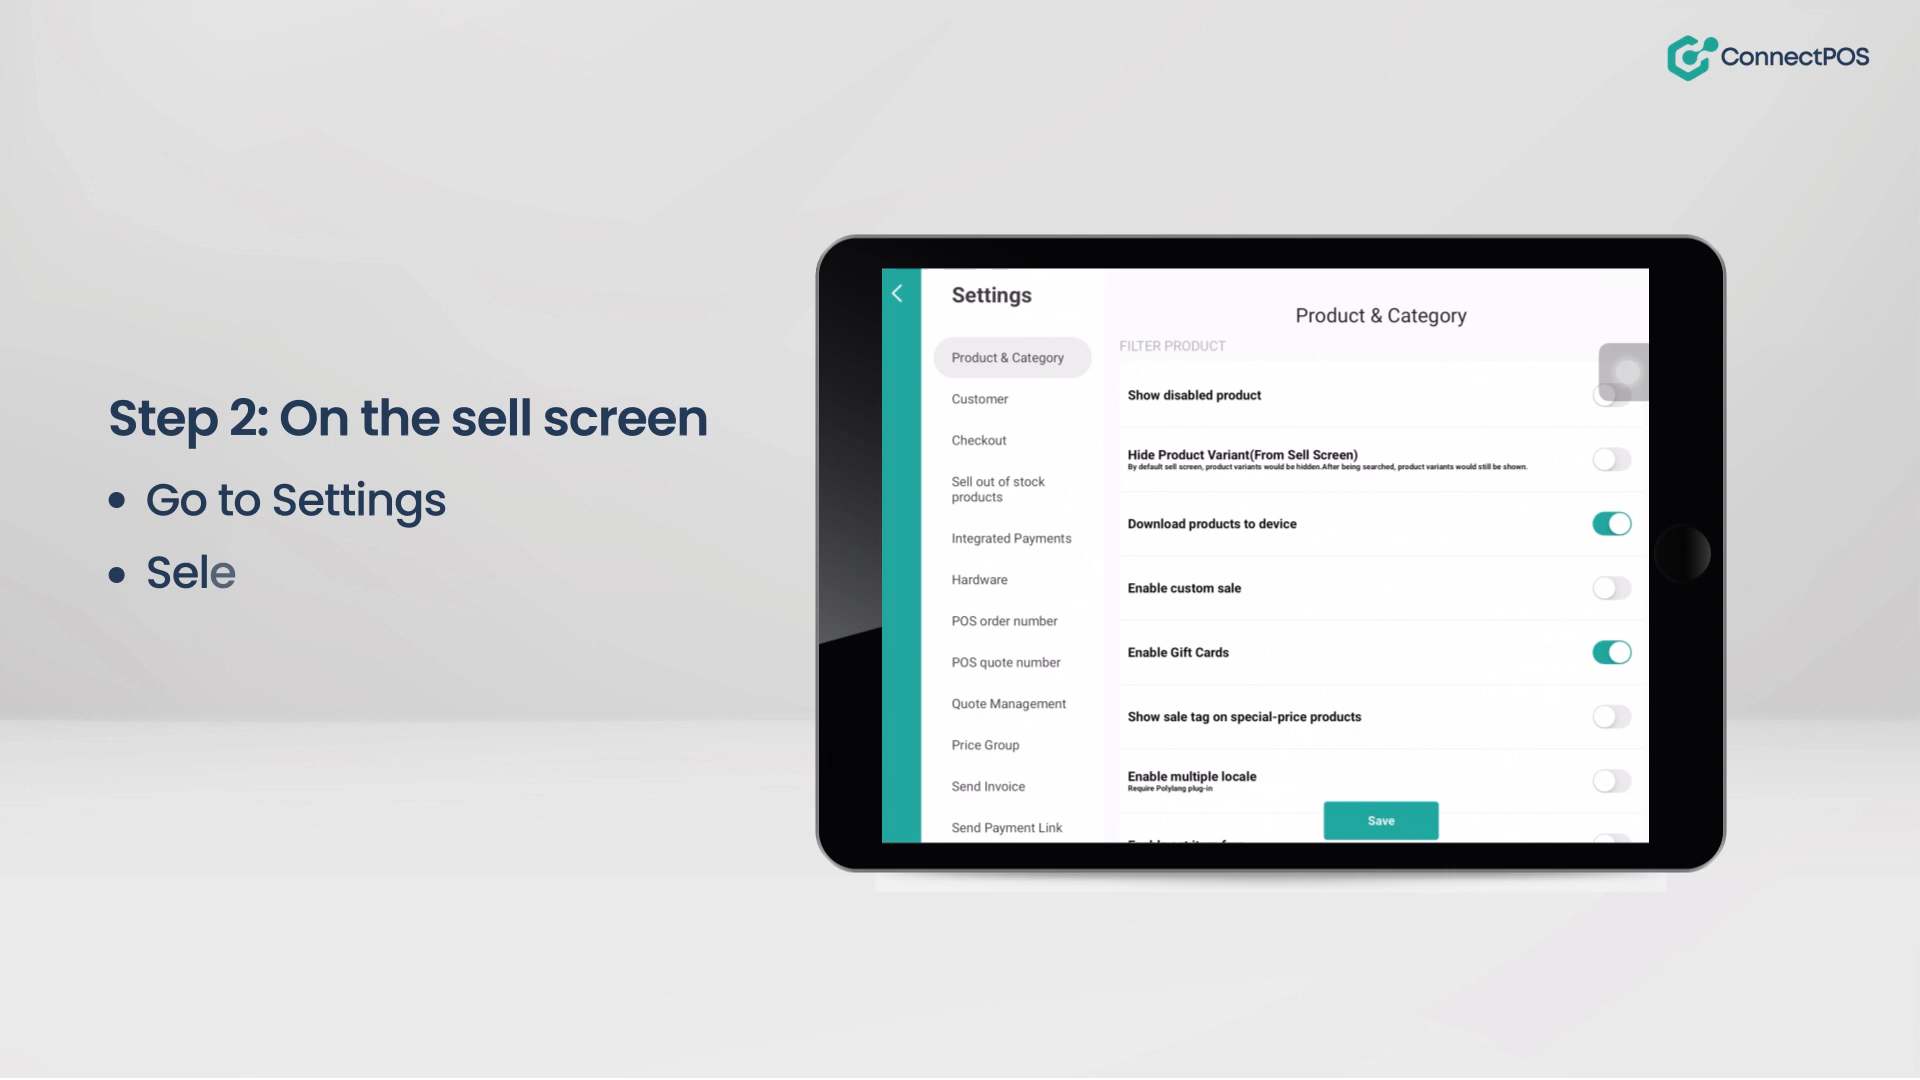 ConnectPOS
Step 2: On the sell screen
• Go to Settings
• Sele
Settings
Product & Category
Customer
Checkout
Sell out of stock
products
Integrated Payments
Hardware
POS order number
POS quote number
Quote Management
Price Group
Send Invoice
Send Payment Link
Product & Category
FILTER PRODUCT
Show disabled product
Hide Product Variant(From Sell Screen)
By default sell screen, product variants would be hidden.After being searched, product variants would still be shown.
Download products to device
Enable custom sale
Enable Gift Cards
Show sale tag on special-price products
Enable multiple locale
Require Polylang plug-in
Save